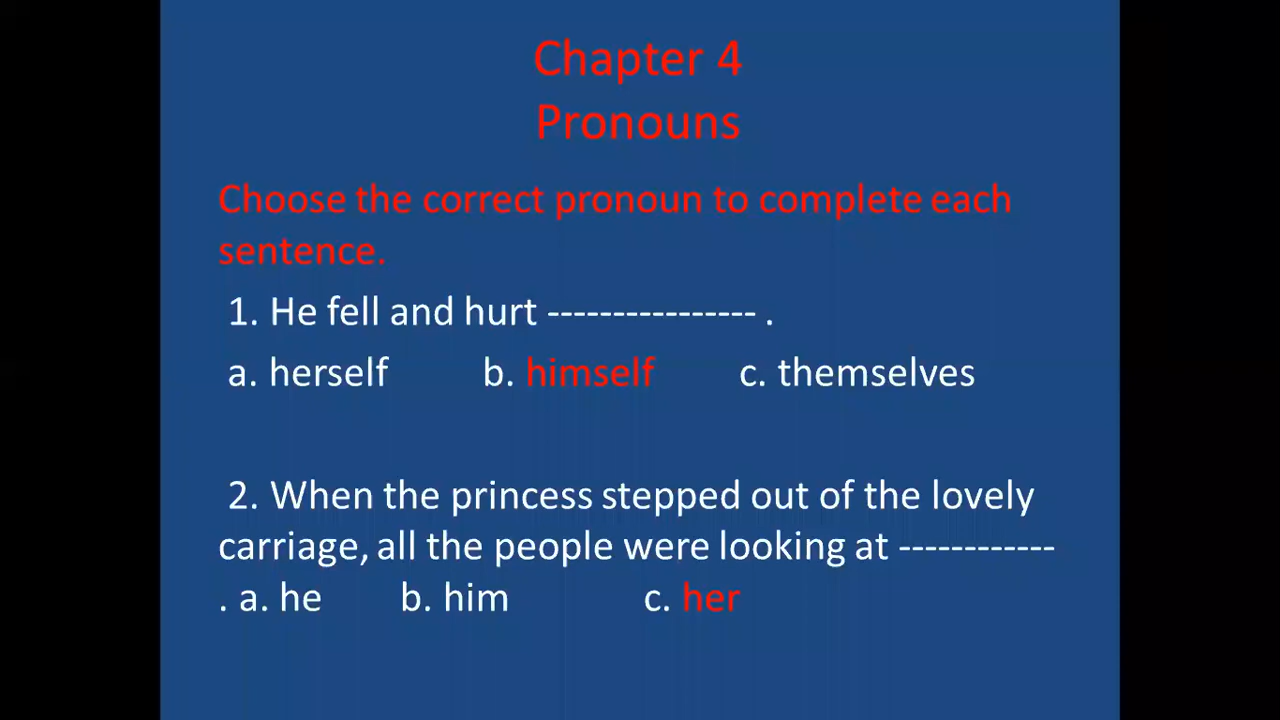 Chapter 4
Pronouns
Choose the correct pronoun to complete each
sentence.
1. He fell and hurt ---------------- .
a. herself b. himself c. themselves
2. When the princess stepped out of the lovely
carriage, all the people were looking at ------------
. a. he b. him c. her